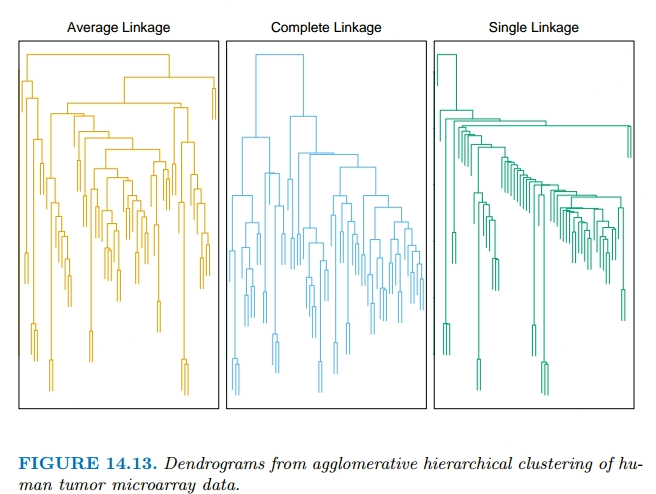 Average Linkage
Complete Linkage
Single Linkage
FIGURE 14.13. Dendrograms from agglomerative hierarchical clustering of hu-
man tumor microarray data.